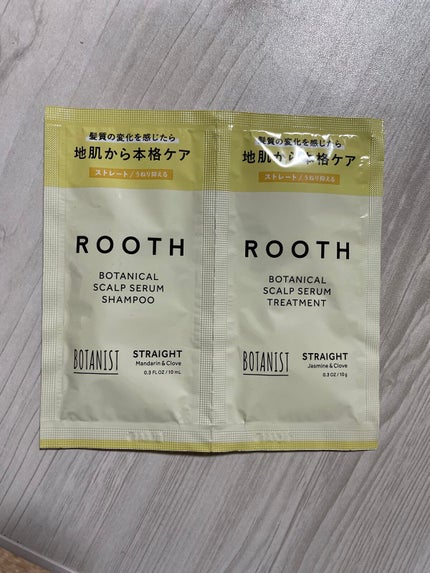 髪質の変化を感じたら
地肌から本格ケア
ストレート/うねり抑える
ROOTH
BOTANICAL
SCALP SERUM
SHAMPOO
BOTANIST
STRAIGHT
Mandarin & Clove
0.3 FL OZ / 10 mL
髪質の変化を感じたら
地肌から本格ケア
ストレート/うねり抑える
ROOTH
BOTANICAL
SCALP SERUM
TREATMENT
BOTANIST
STRAIGHT
Jasmine & Clove
0.3 OZ / 10 g